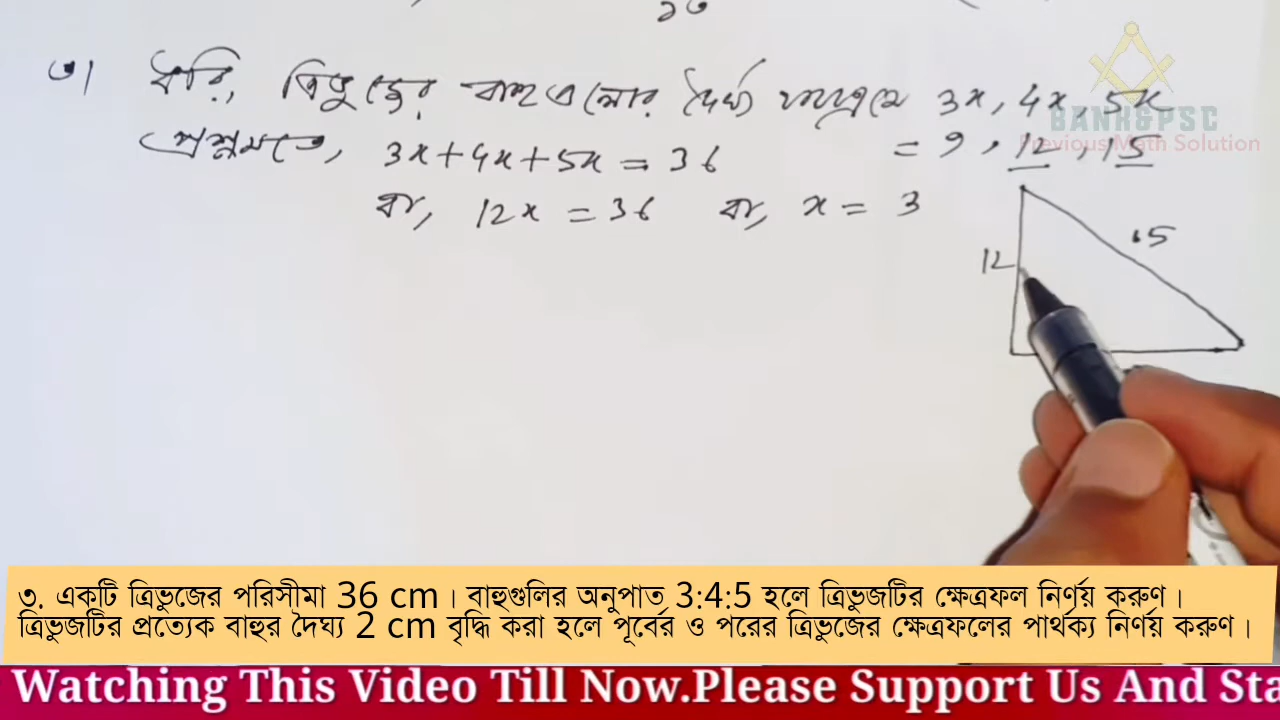 ৩। ধরি, ত্রিভুজের বাহুগুলোর দৈর্ঘ্য যথাক্রমে 3x, 4x, 5x
BANK&PSC
Previous Math Solution
প্রশ্নমতে, 3x+4x+5x = 36 = 9, 12, 15
বা, 12x = 36 বা, x = 3
15
12
৩. একটি ত্রিভুজের পরিসীমা 36 cm। বাহুগুলির অনুপাত 3:4:5 হলে ত্রিভুজটির ক্ষেত্রফল নির্ণয় করুণ।
ত্রিভুজটির প্রত্যেক বাহুর দৈঘ্য 2 cm বৃদ্ধি করা হলে পূর্বের ও পরের ত্রিভুজের ক্ষেত্রফলের পার্থক্য নির্ণয় করুণ।
Watching This Video Till Now.Please Support Us And Sta